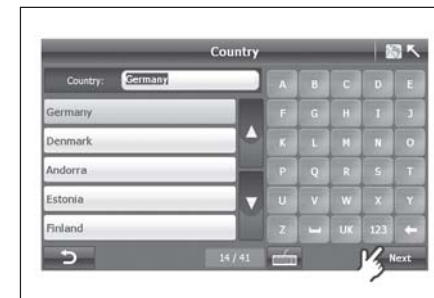 Country
Country: Germany
A B C D E
Germany
F G H I J
Denmark
K L M N O
Andorra
P Q R S T
Estonia
U V W X Y
Finland
Z UK 123
14 / 41
Next